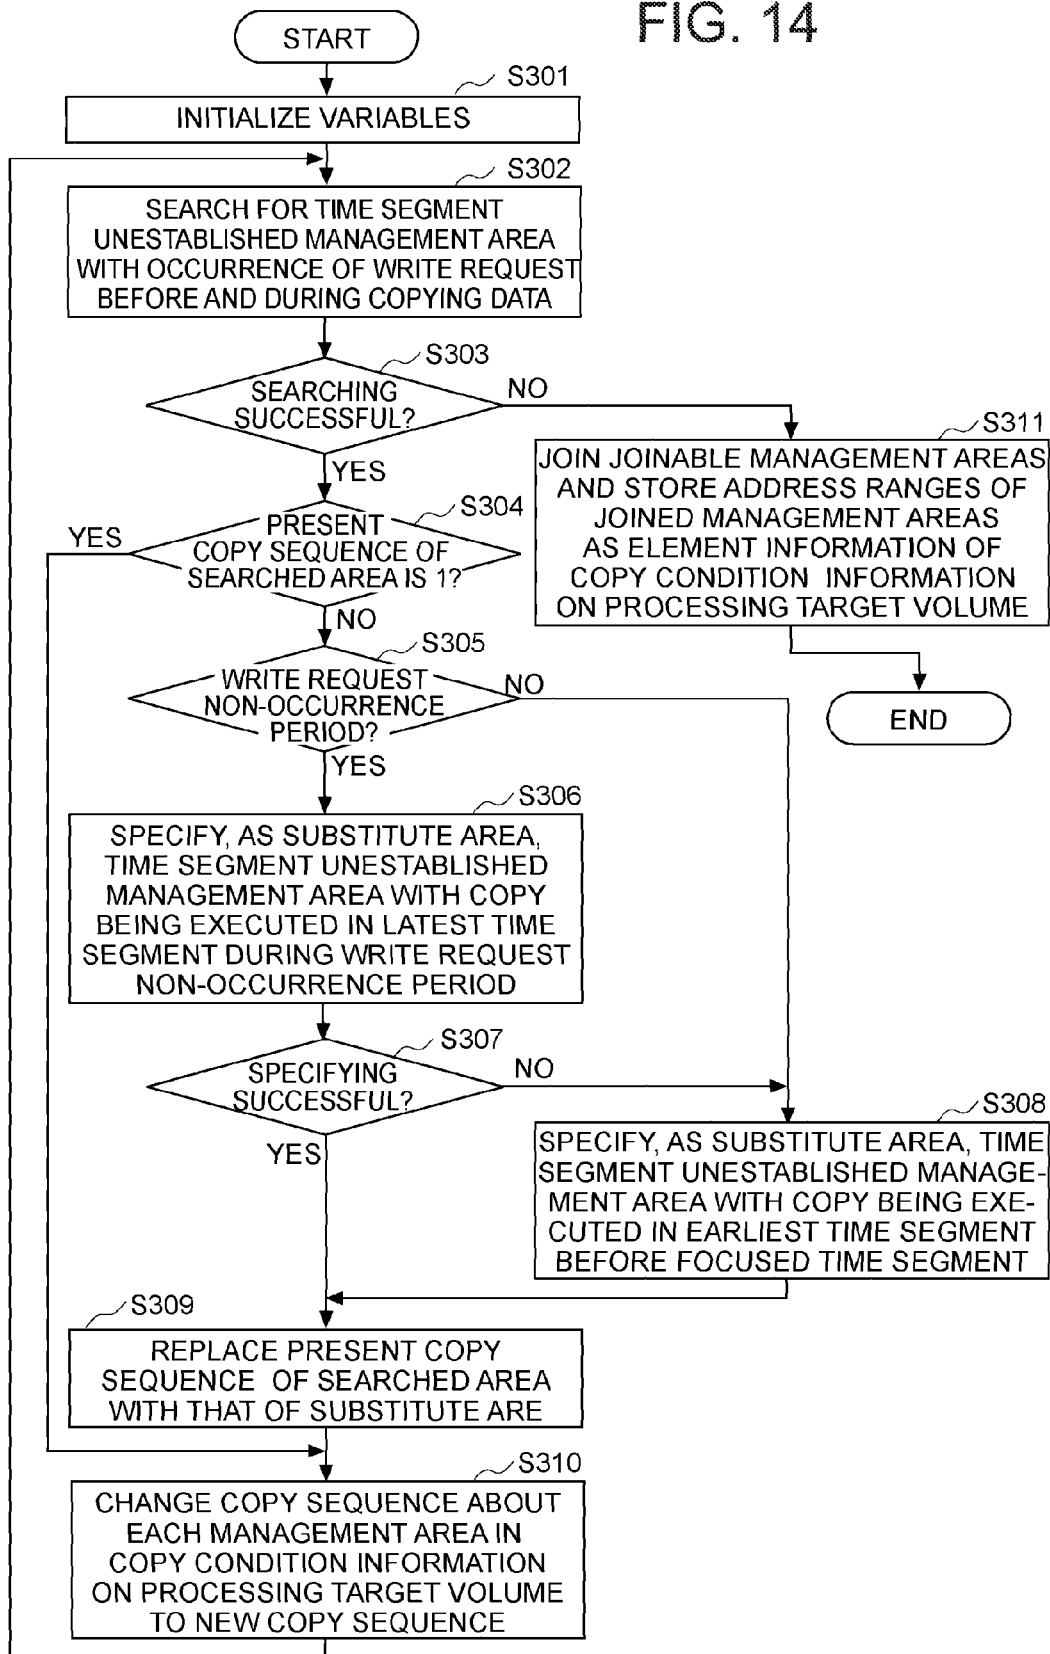 FIG. 14
START
S301
INITIALIZE VARIABLES
S302
SEARCH FOR TIME SEGMENT
UNESTABLISHED MANAGEMENT AREA
WITH OCCURRENCE OF WRITE REQUEST
BEFORE AND DURING COPYING DATA
S303
SEARCHING
SUCCESSFUL?
NO
YES
S311
JOIN JOINABLE MANAGEMENT AREAS
AND STORE ADDRESS RANGES OF
JOINED MANAGEMENT AREAS
AS ELEMENT INFORMATION OF
COPY CONDITION INFORMATION
ON PROCESSING TARGET VOLUME
END
S304
PRESENT
COPY SEQUENCE OF
SEARCHED AREA IS 1?
YES
NO
S305
WRITE REQUEST
NON-OCCURRENCE
PERIOD?
NO
YES
S306
SPECIFY, AS SUBSTITUTE AREA,
TIME SEGMENT UNESTABLISHED
MANAGEMENT AREA WITH COPY
BEING EXECUTED IN LATEST TIME
SEGMENT DURING WRITE REQUEST
NON-OCCURRENCE PERIOD
S307
SPECIFYING
SUCCESSFUL?
NO
YES
S308
SPECIFY, AS SUBSTITUTE AREA, TIME
SEGMENT UNESTABLISHED MANAGE-
MENT AREA WITH COPY BEING EXE-
CUTED IN EARLIEST TIME SEGMENT
BEFORE FOCUSED TIME SEGMENT
S309
REPLACE PRESENT COPY
SEQUENCE OF SEARCHED AREA
WITH THAT OF SUBSTITUTE ARE
S310
CHANGE COPY SEQUENCE ABOUT
EACH MANAGEMENT AREA IN
COPY CONDITION INFORMATION
ON PROCESSING TARGET VOLUME
TO NEW COPY SEQUENCE